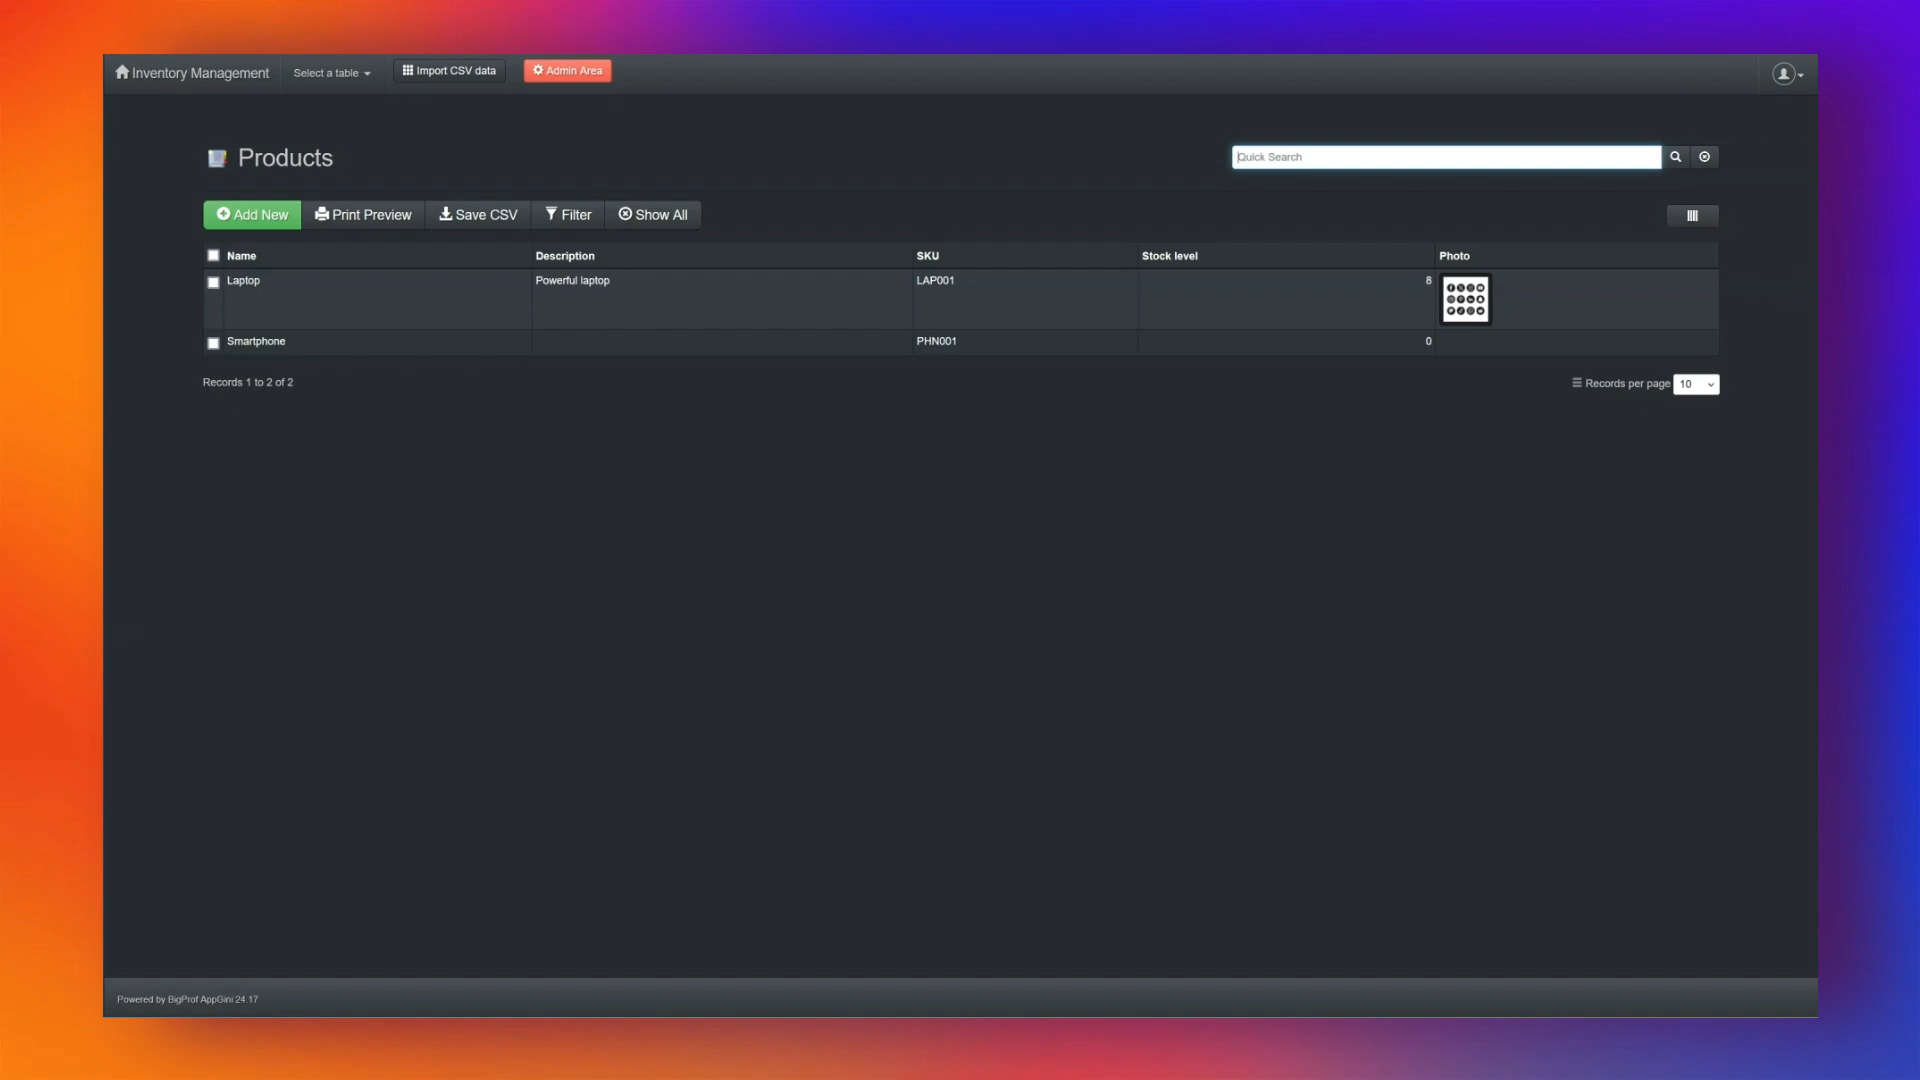 Inventory Management Select a table Import CSV data Admin Area
Products
Quick Search
Add New Print Preview Save CSV Filter Show All
Name Description SKU Stock level Photo
Laptop Powerful laptop LAP001 8
Smartphone PHN001 0
Records 1 to 2 of 2
Records per page 10
Powered by BigProf AppGini 24.17